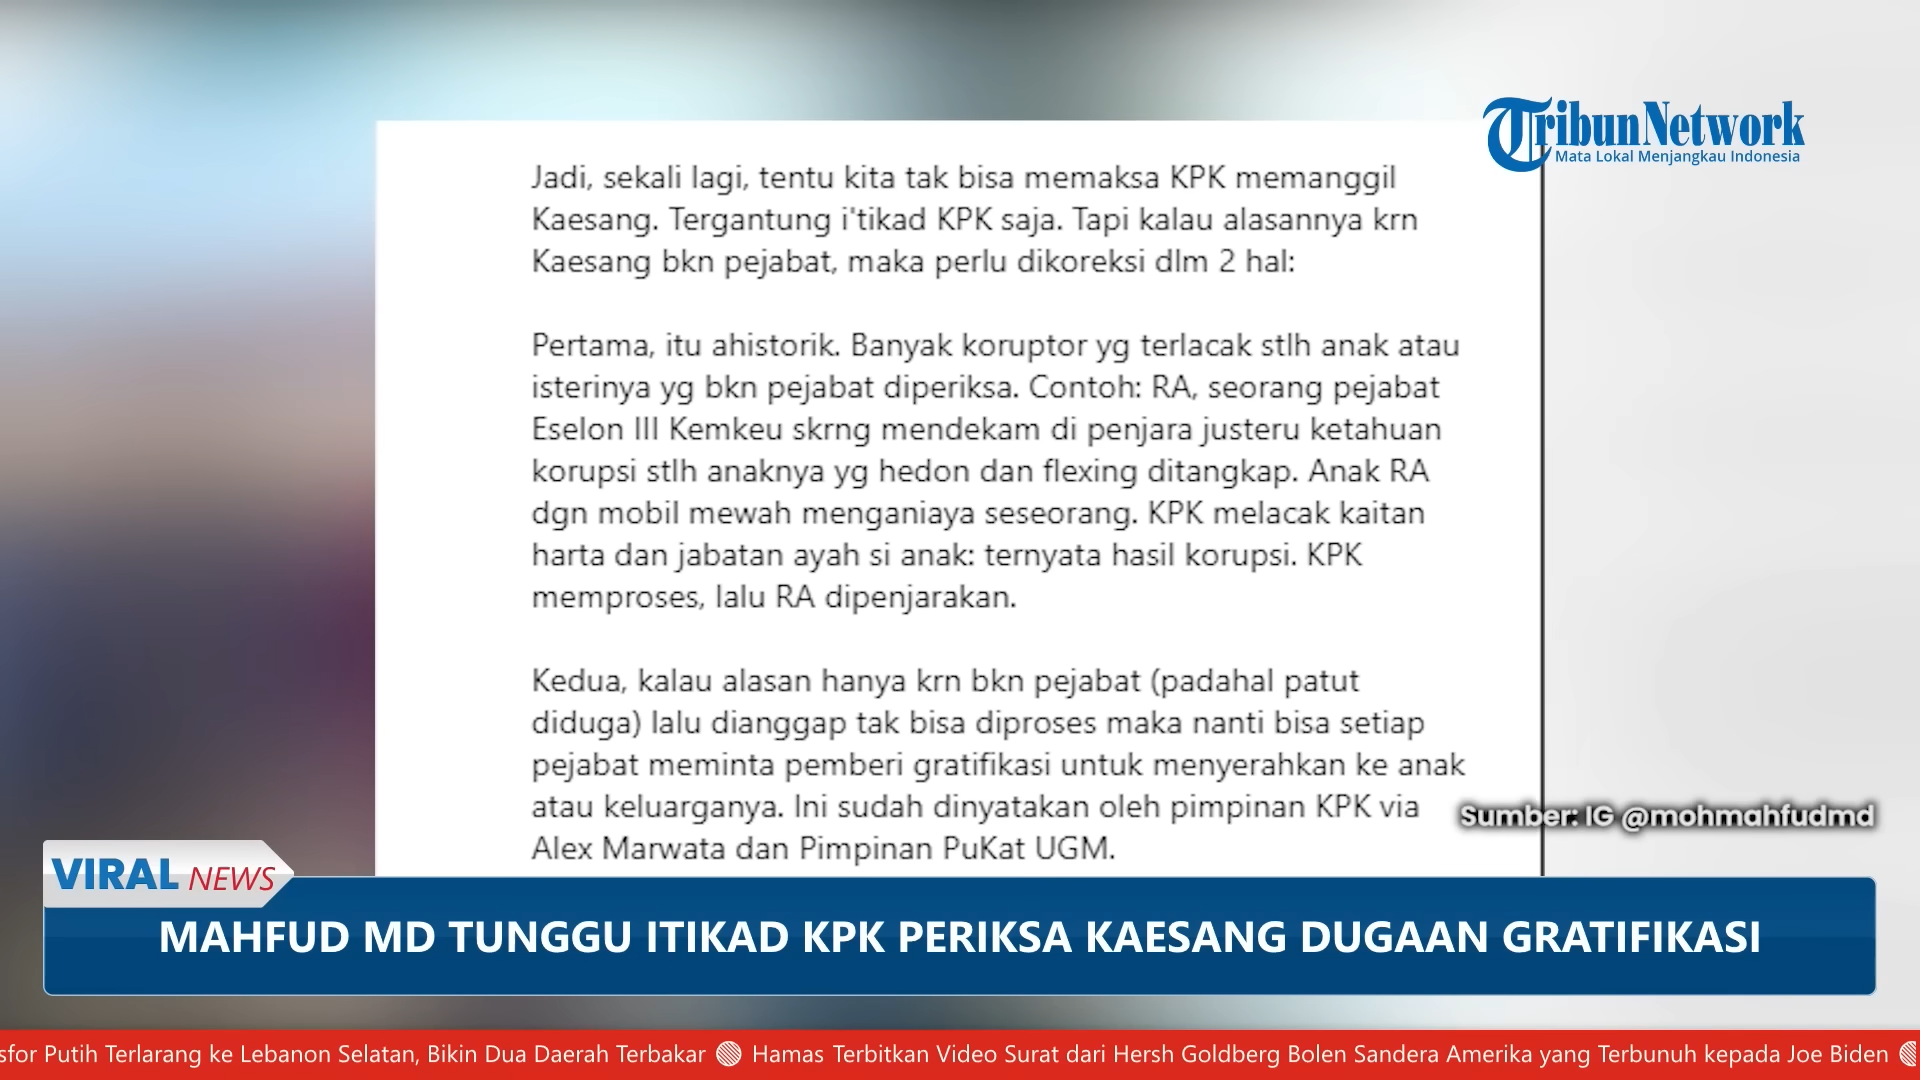 TribunNetwork
Mata Lokal Menjangkau Indonesia
Jadi, sekali lagi, tentu kita tak bisa memaksa KPK memanggil
Kaesang. Tergantung i'tikad KPK saja. Tapi kalau alasannya krn
Kaesang bkn pejabat, maka perlu dikoreksi dlm 2 hal:
Pertama, itu ahistorik. Banyak koruptor yg terlacak stlh anak atau
isterinya yg bkn pejabat diperiksa. Contoh: RA, seorang pejabat
Eselon III Kemkeu skrng mendekam di penjara justeru ketahuan
korupsi stlh anaknya yg hedon dan flexing ditangkap. Anak RA
dgn mobil mewah menganiaya seseorang. KPK melacak kaitan
harta dan jabatan ayah si anak: ternyata hasil korupsi. KPK
memproses, lalu RA dipenjarakan.
Kedua, kalau alasan hanya krn bkn pejabat (padahal patut
diduga) lalu dianggap tak bisa diproses maka nanti bisa setiap
pejabat meminta pemberi gratifikasi untuk menyerahkan ke anak
atau keluarganya. Ini sudah dinyatakan oleh pimpinan KPK via
Alex Marwata dan Pimpinan PuKat UGM.
Sumber: IG @mohmahfudmd
VIRAL NEWS
MAHFUD MD TUNGGU ITIKAD KPK PERIKSA KAESANG DUGAAN GRATIFIKASI
sfor Putih Terlarang ke Lebanon Selatan, Bikin Dua Daerah Terbakar Hamas Terbitkan Video Surat dari Hersh Goldberg Bolen Sandera Amerika yang Terbunuh kepada Joe Biden